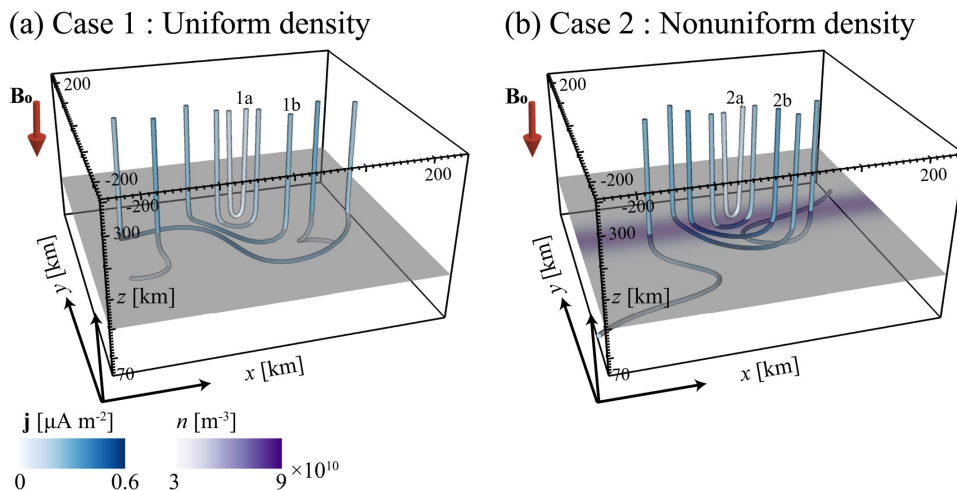 (a) Case 1 : Uniform density
(b) Case 2 : Nonuniform density
200
B₀
1a
1b
-200
-200
300
200
y [km]
z [km]
x [km]
70
200
B₀
2a
2b
-200
-200
300
200
y [km]
z [km]
x [km]
70
j [μA m⁻²]
0
0.6
n [m⁻³]
3
9
×10¹⁰